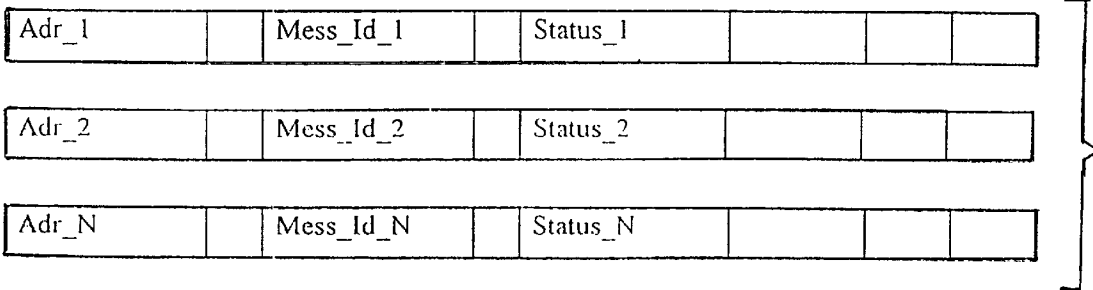 Adr_1 Mess_Id_1 Status_1
Adr_2 Mess_Id_2 Status_2
Adr_N Mess_Id_N Status_N